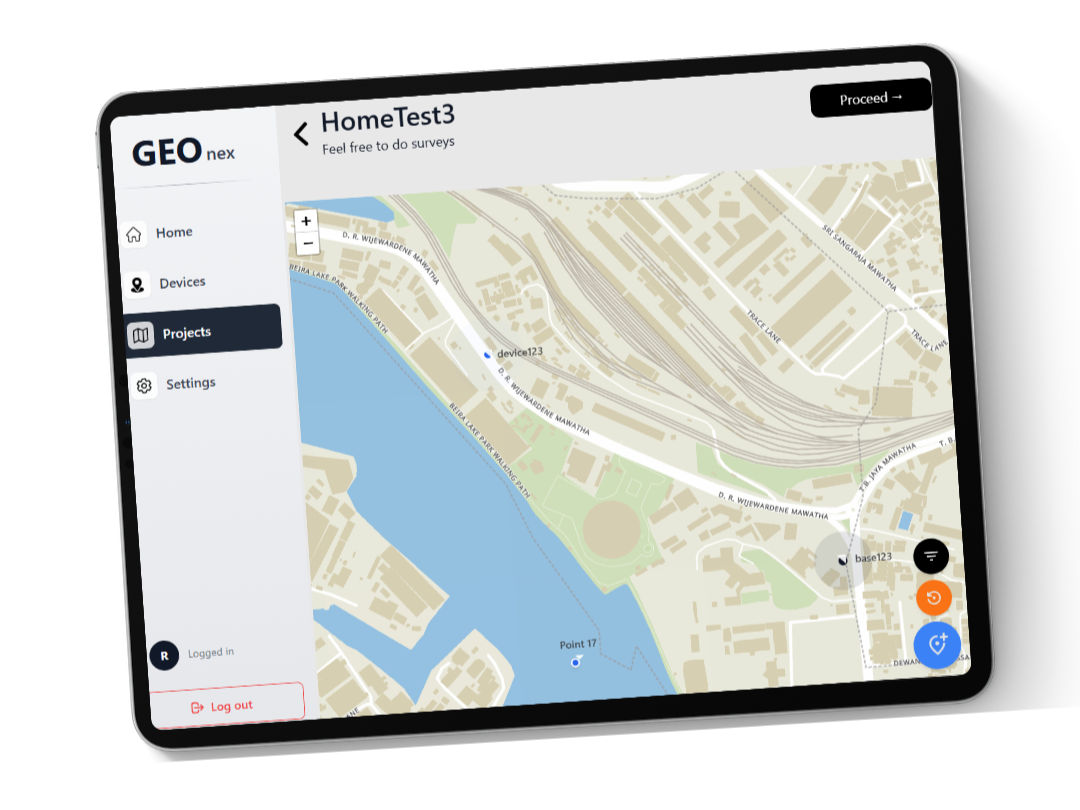 GEO nex
Home
Devices
Projects
Settings
R Logged in
Log out
HomeTest3
Feel free to do surveys
Proceed →
+
−
D. R. WIJEWARDENE MAWATHA
BEIRA LAKE PARK WALKING PATH
SRI SANGARAJA MAWATHA
TRACE LANE
TRACE LANE
device123
D. R. WIJEWARDENE MAWATHA
BEIRA LAKE PARK WALKING PATH
T. B.
T.B. JAYA MAWATHA
D. R. WIJEWARDENE MAWATHA
base123
Point 17
DEWAN
ANE